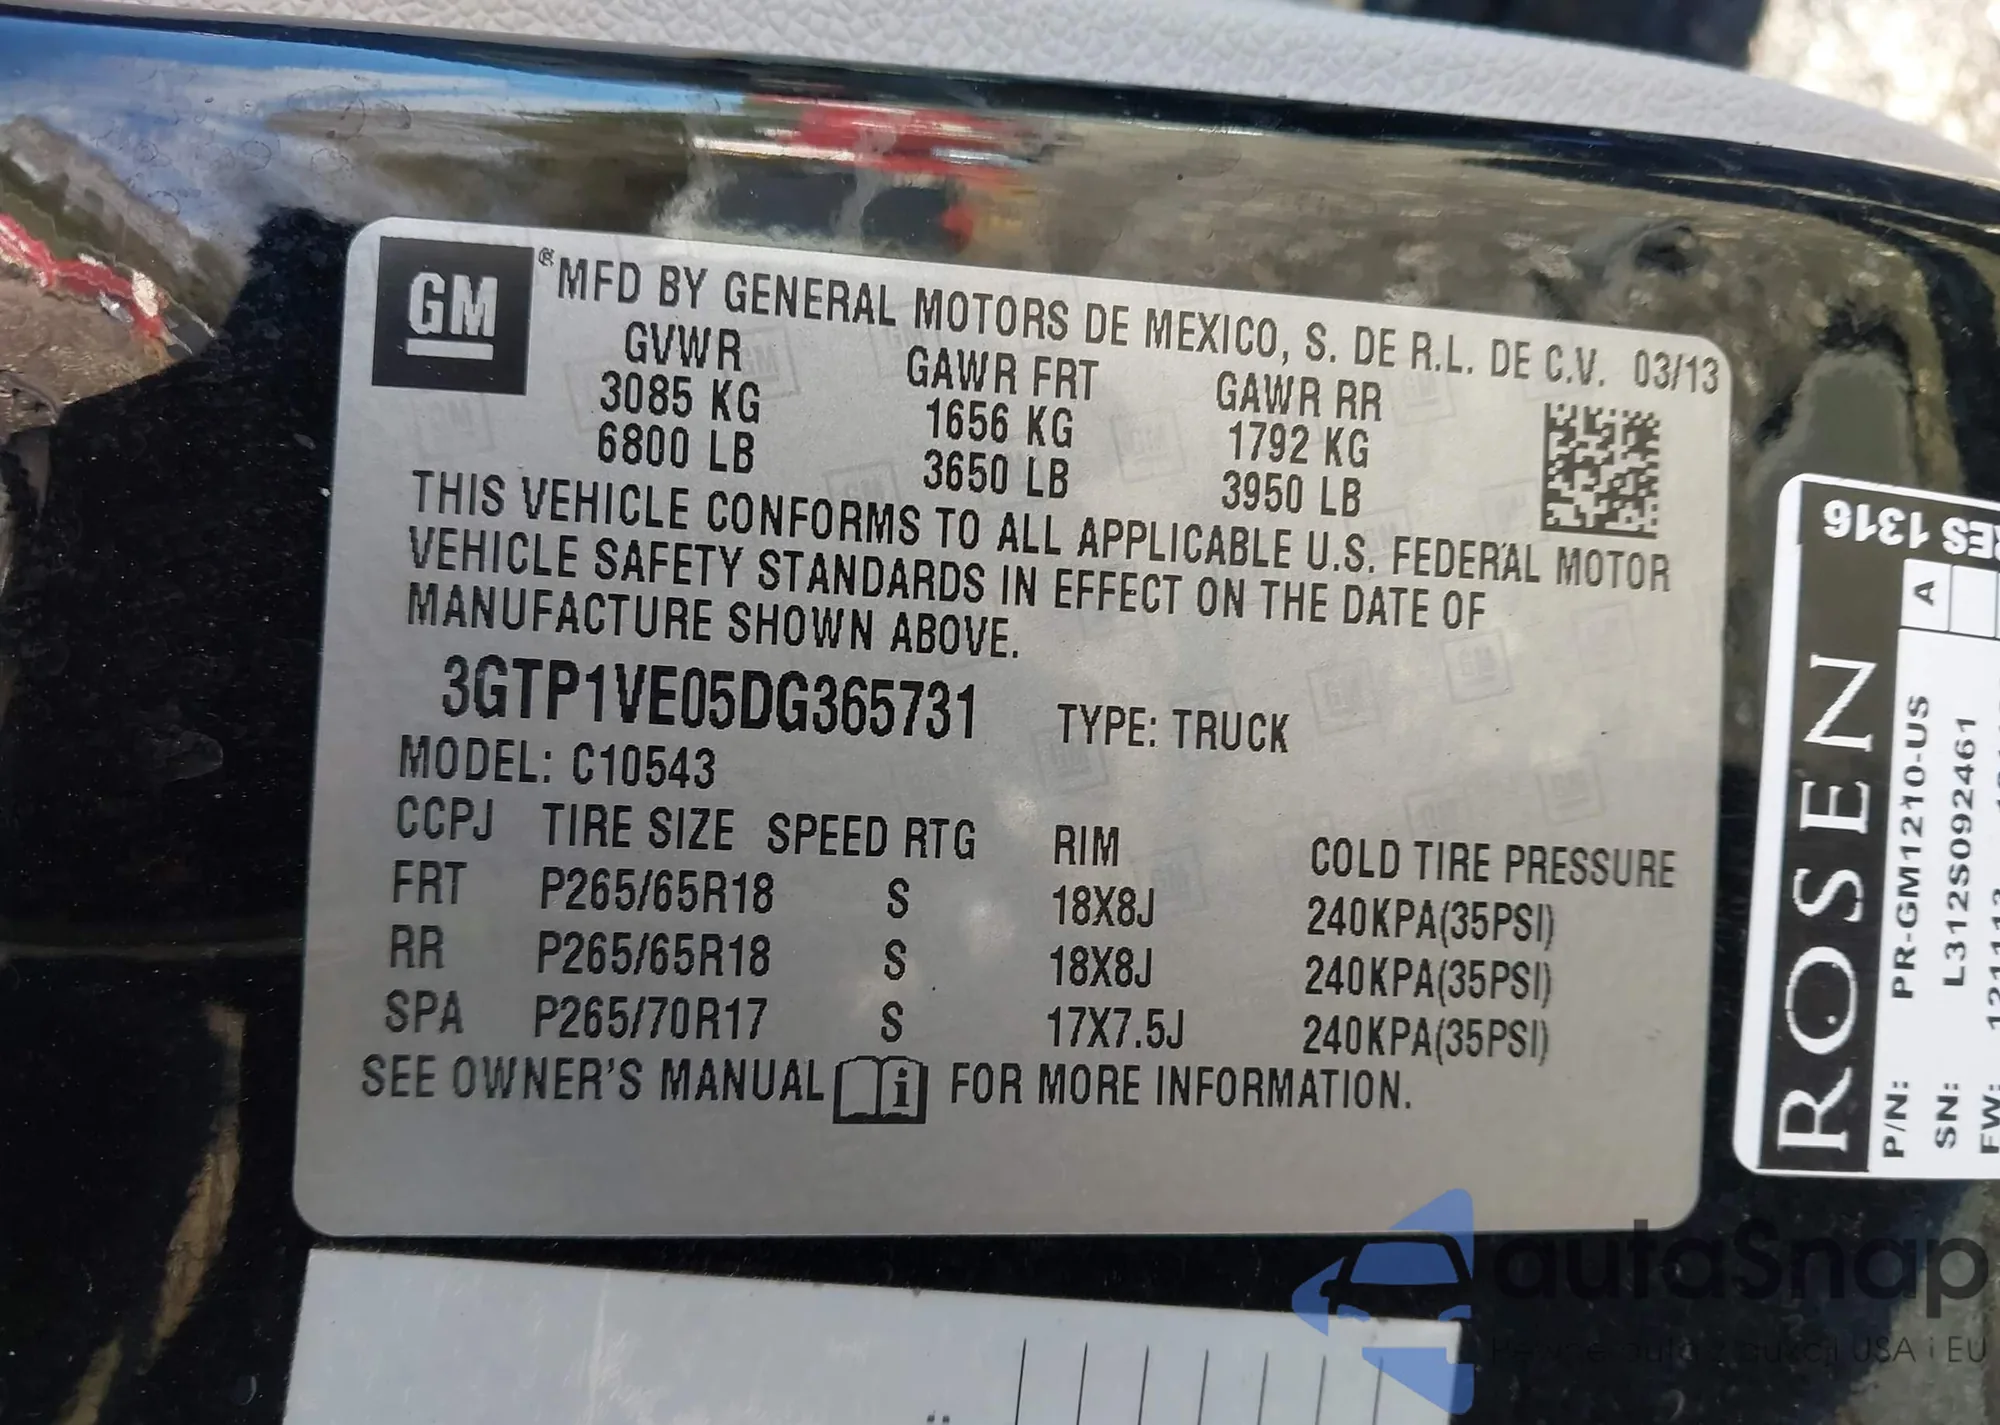 GM
®MFD BY GENERAL MOTORS DE MEXICO, S. DE R.L. DE C.V. 03/13
GVWR GAWR FRT GAWR RR
3085 KG 1656 KG 1792 KG
6800 LB 3650 LB 3950 LB
THIS VEHICLE CONFORMS TO ALL APPLICABLE U.S. FEDERAL MOTOR
VEHICLE SAFETY STANDARDS IN EFFECT ON THE DATE OF
MANUFACTURE SHOWN ABOVE.
3GTP1VE05DG365731 TYPE: TRUCK
MODEL: C10543
CCPJ TIRE SIZE SPEED RTG RIM COLD TIRE PRESSURE
FRT P265/65R18 S 18X8J 240KPA(35PSI)
RR P265/65R18 S 18X8J 240KPA(35PSI)
SPA P265/70R17 S 17X7.5J 240KPA(35PSI)
SEE OWNER'S MANUAL i FOR MORE INFORMATION.
RES 1316
ROSEN
A
P/N: PR-GM1210-US
SN: L312S092461
FW:
autoSnap
USA i EU